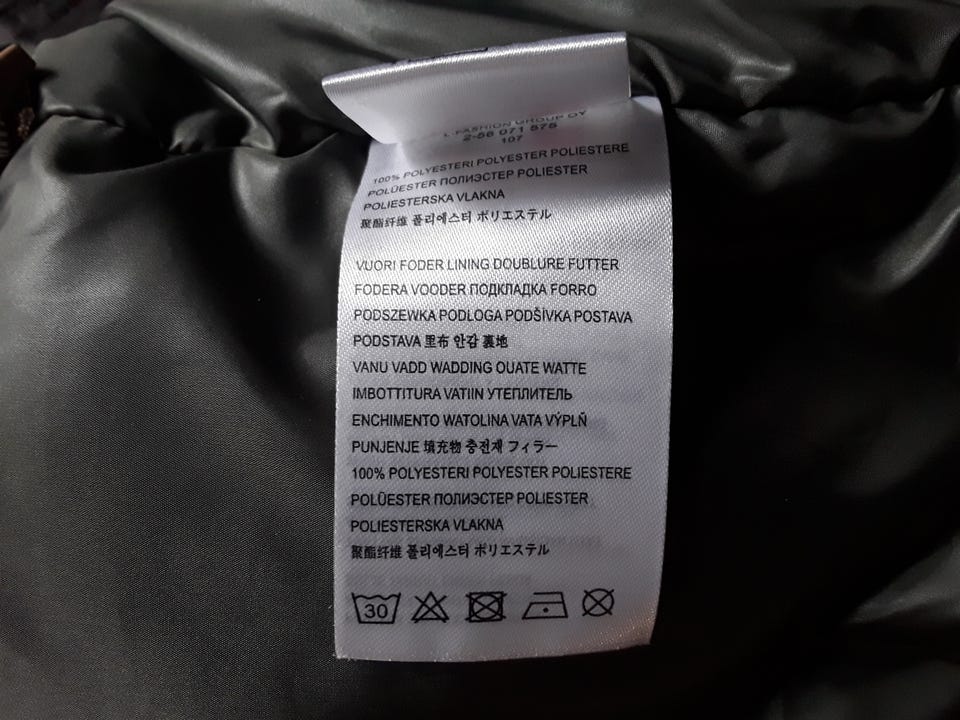 L-FASHION GROUP OY
2-56 071 575
107
100% POLYESTERI POLYESTER POLIESTERE
POLÜESTER ПОЛИЭСТЕР POLIESTER
POLIESTERSKA VLAKNA
聚酯纤维 폴리에스터 ポリエステル
VUORI FODER LINING DOUBLURE FUTTER
FODERA VOODER ПОДКЛАДКА FORRO
PODSZEWKA PODŁOGA PODŠÍVKA POSTAVA
PODSTAVA 里布 안감 裏地
VANU VADD WADDING OUATE WATTE
IMBOTTITURA VATIIN УТЕПЛИТЕЛЬ
ENCHIMENTO WATOLINA VATA VÝPLŇ
PUNJENJE 填充物 충전재 フィラー
100% POLYESTERI POLYESTER POLIESTERE
POLÜESTER ПОЛИЭСТЕР POLIESTER
POLIESTERSKA VLAKNA
聚酯纤维 폴리에스터 ポリエステル
30